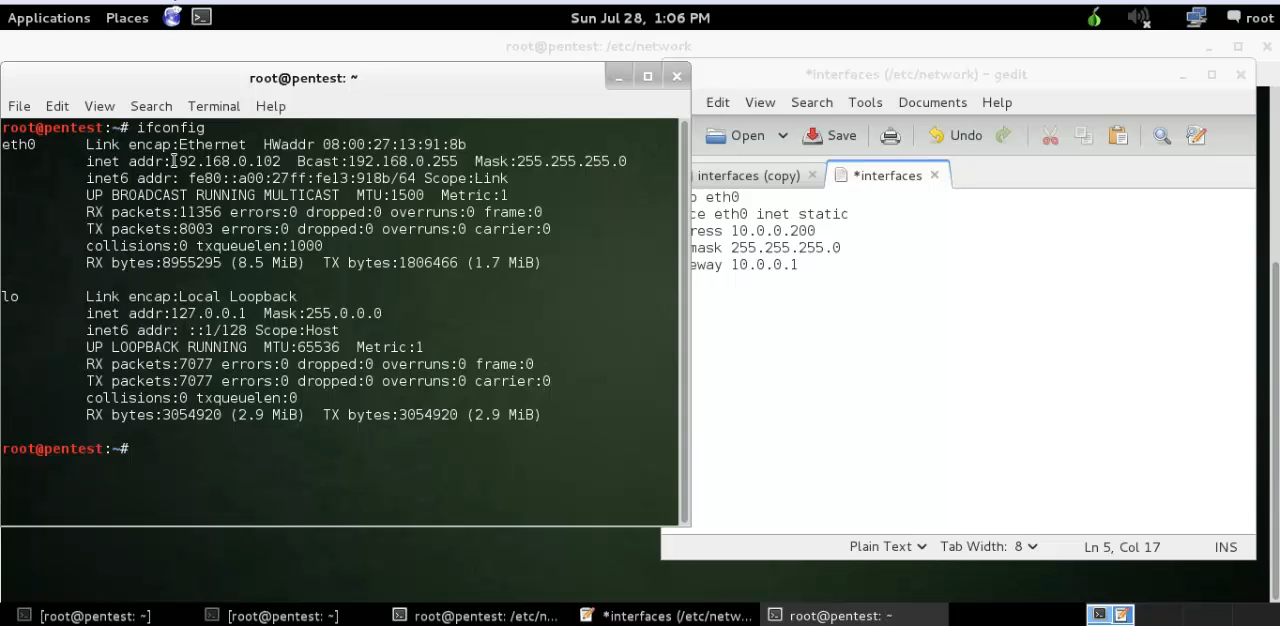 Applications Places Sun Jul 28, 1:06 PM root
root@pentest: /etc/network
root@pentest: ~
File Edit View Search Terminal Help
root@pentest:~# ifconfig
eth0 Link encap:Ethernet HWaddr 08:00:27:13:91:8b
inet addr:192.168.0.102 Bcast:192.168.0.255 Mask:255.255.255.0
inet6 addr: fe80::a00:27ff:fe13:918b/64 Scope:Link
UP BROADCAST RUNNING MULTICAST MTU:1500 Metric:1
RX packets:11356 errors:0 dropped:0 overruns:0 frame:0
TX packets:8003 errors:0 dropped:0 overruns:0 carrier:0
collisions:0 txqueuelen:1000
RX bytes:8955295 (8.5 MiB) TX bytes:1806466 (1.7 MiB)
lo Link encap:Local Loopback
inet addr:127.0.0.1 Mask:255.0.0.0
inet6 addr: ::1/128 Scope:Host
UP LOOPBACK RUNNING MTU:65536 Metric:1
RX packets:7077 errors:0 dropped:0 overruns:0 frame:0
TX packets:7077 errors:0 dropped:0 overruns:0 carrier:0
collisions:0 txqueuelen:0
RX bytes:3054920 (2.9 MiB) TX bytes:3054920 (2.9 MiB)
root@pentest:~#
*interfaces (/etc/network) - gedit
Edit View Search Tools Documents Help
Open Save Undo
interfaces (copy) *interfaces
o eth0
ce eth0 inet static
ress 10.0.0.200
mask 255.255.255.0
eway 10.0.0.1
Plain Text Tab Width: 8 Ln 5, Col 17 INS
[root@pentest: ~] [root@pentest: ~] root@pentest: /etc/n... *interfaces (/etc/netw... root@pentest: ~